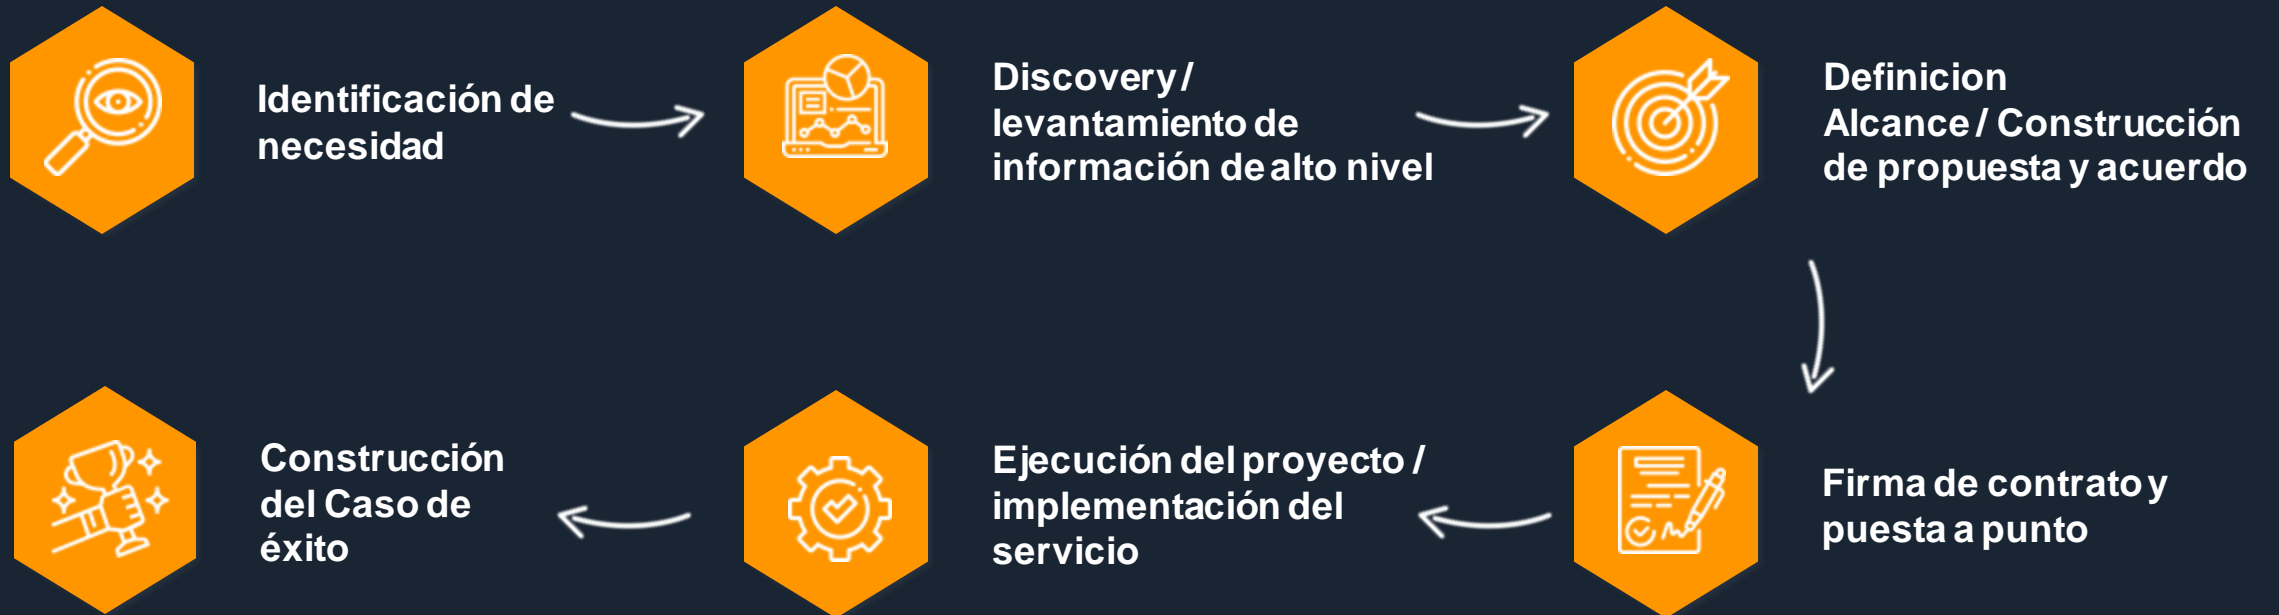 Identificación de
necesidad
Discovery /
levantamiento de
información de alto nivel
Definicion
Alcance / Construcción
de propuesta y acuerdo
Firma de contrato y
puesta a punto
Ejecución del proyecto /
implementación del
servicio
Construcción
del Caso de
éxito